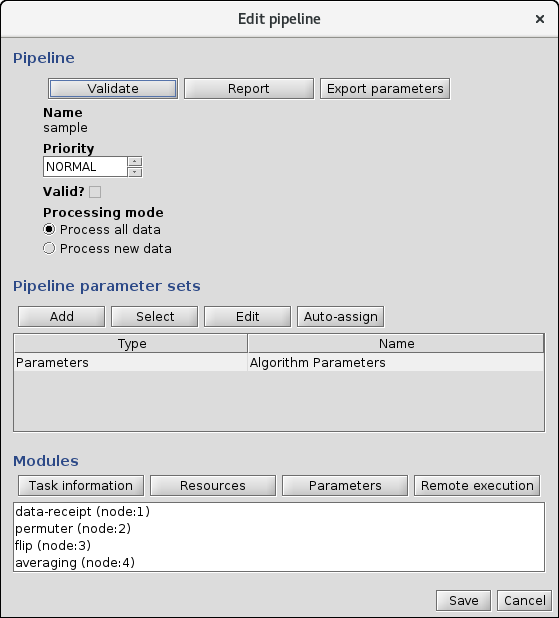 Edit pipeline
Pipeline
Validate Report Export parameters
Name
sample
Priority
NORMAL
Valid?
Processing mode
Process all data
Process new data
Pipeline parameter sets
Add Select Edit Auto-assign
Type Name
Parameters Algorithm Parameters
Modules
Task information Resources Parameters Remote execution
data-receipt (node:1)
permuter (node:2)
flip (node:3)
averaging (node:4)
Save Cancel